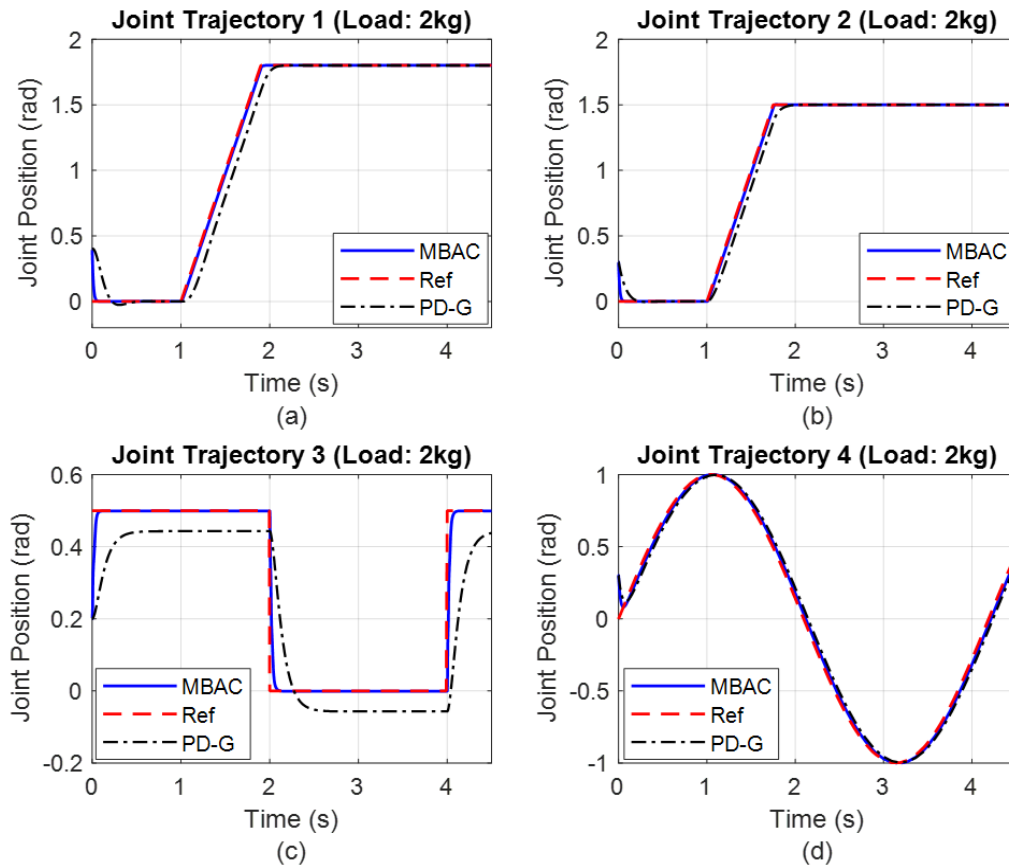 Joint Trajectory 1 (Load: 2kg)
Joint Position (rad)
2
1.5
1
0.5
0
MBAC
Ref
PD-G
0 1 2 3 4
Time (s)
(a)
Joint Trajectory 2 (Load: 2kg)
Joint Position (rad)
2
1.5
1
0.5
0
MBAC
Ref
PD-G
0 1 2 3 4
Time (s)
(b)
Joint Trajectory 3 (Load: 2kg)
Joint Position (rad)
0.6
0.4
0.2
0
-0.2
MBAC
Ref
PD-G
0 1 2 3 4
Time (s)
(c)
Joint Trajectory 4 (Load: 2kg)
Joint Position (rad)
1
0.5
0
-0.5
-1
MBAC
Ref
PD-G
0 1 2 3 4
Time (s)
(d)